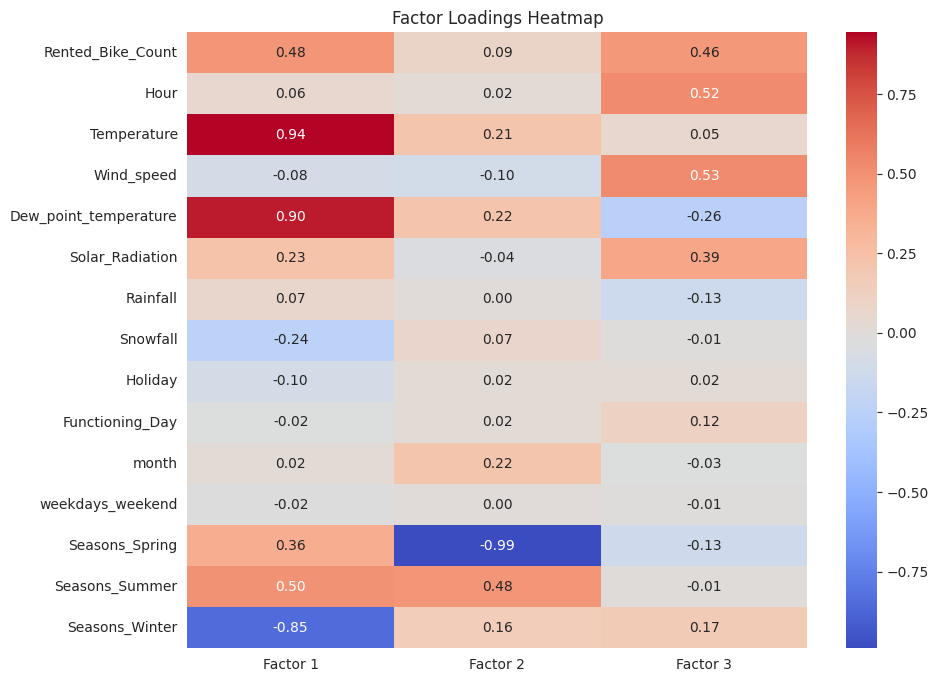 Factor Loadings Heatmap
Rented_Bike_Count 0.48 0.09 0.46
Hour 0.06 0.02 0.52
Temperature 0.94 0.21 0.05
Wind_speed -0.08 -0.10 0.53
Dew_point_temperature 0.90 0.22 -0.26
Solar_Radiation 0.23 -0.04 0.39
Rainfall 0.07 0.00 -0.13
Snowfall -0.24 0.07 -0.01
Holiday -0.10 0.02 0.02
Functioning_Day -0.02 0.02 0.12
month 0.02 0.22 -0.03
weekdays_weekend -0.02 0.00 -0.01
Seasons_Spring 0.36 -0.99 -0.13
Seasons_Summer 0.50 0.48 -0.01
Seasons_Winter -0.85 0.16 0.17
Factor 1 Factor 2 Factor 3
0.75
0.50
0.25
0.00
−0.25
−0.50
−0.75